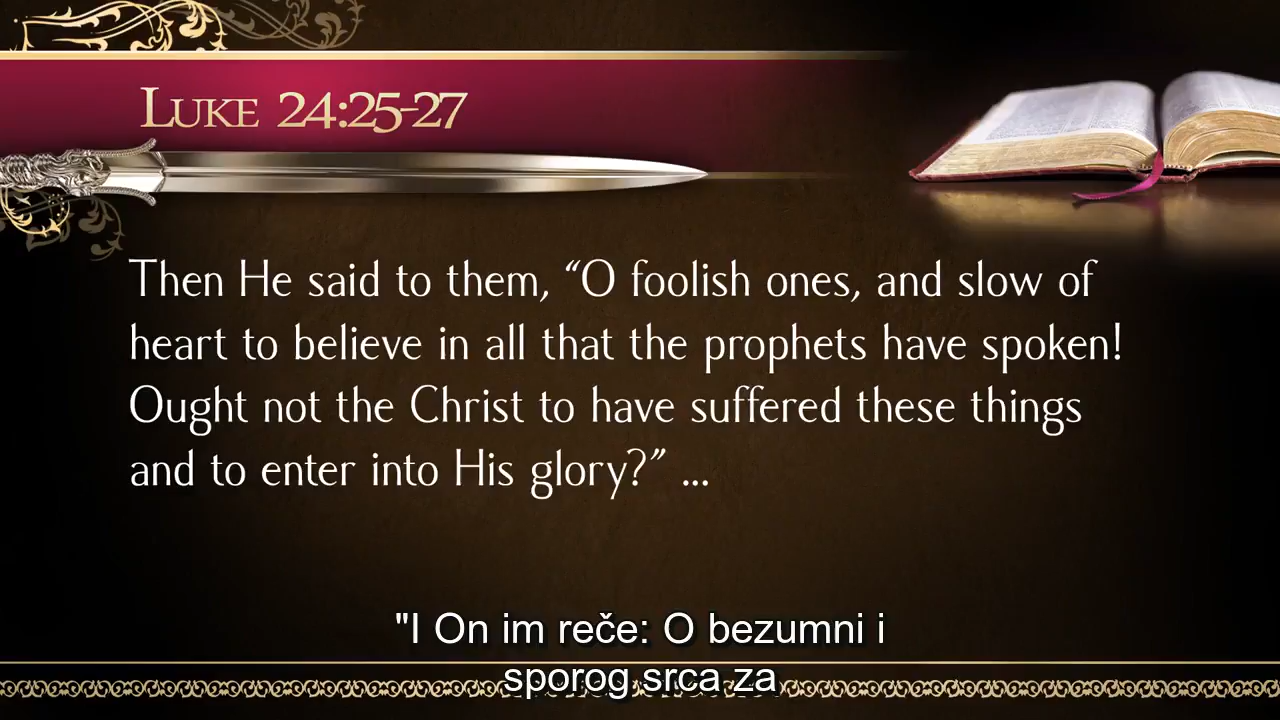 LUKE 24:25-27
Then He said to them, “O foolish ones, and slow of
heart to believe in all that the prophets have spoken!
Ought not the Christ to have suffered these things
and to enter into His glory?” ...
"I On im reče: O bezumni i
sporog srca za